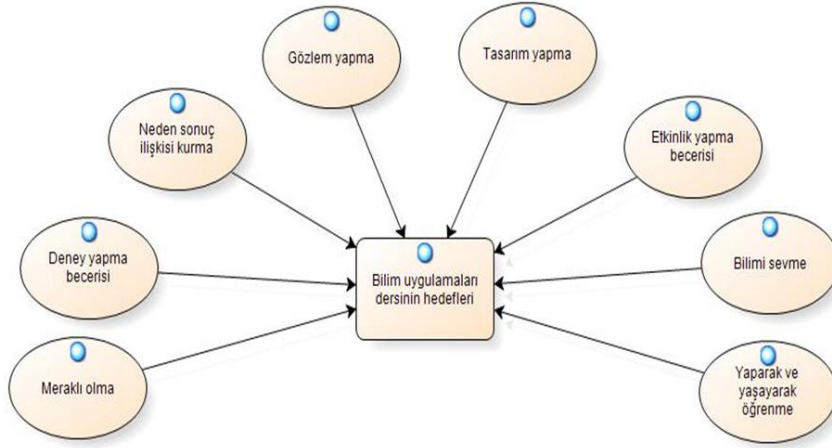 Gözlem yapma
Tasarım yapma
Neden sonuç
ilişkisi kurma
Etkinlik yapma
becerisi
Deney yapma
becerisi
Bilim uygulamaları
dersinin hedefleri
Bilimi sevme
Meraklı olma
Yaparak ve
yaşayarak
öğrenme